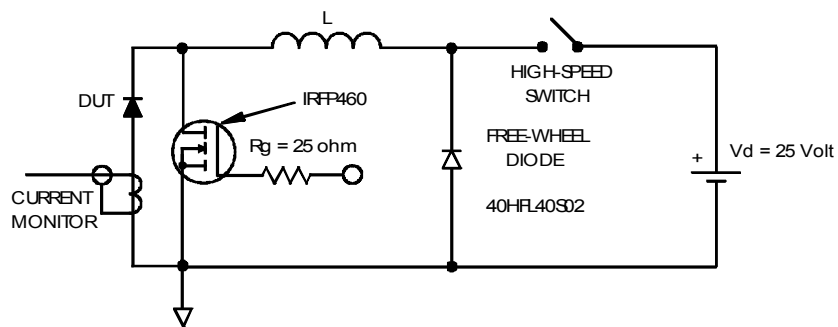 L
DUT
IRFP460
HIGH-SPEED
SWITCH
Rg = 25 ohm
FREE-WHEEL
DIODE
40HFL40S02
+
Vd = 25 Volt
CURRENT
MONITOR